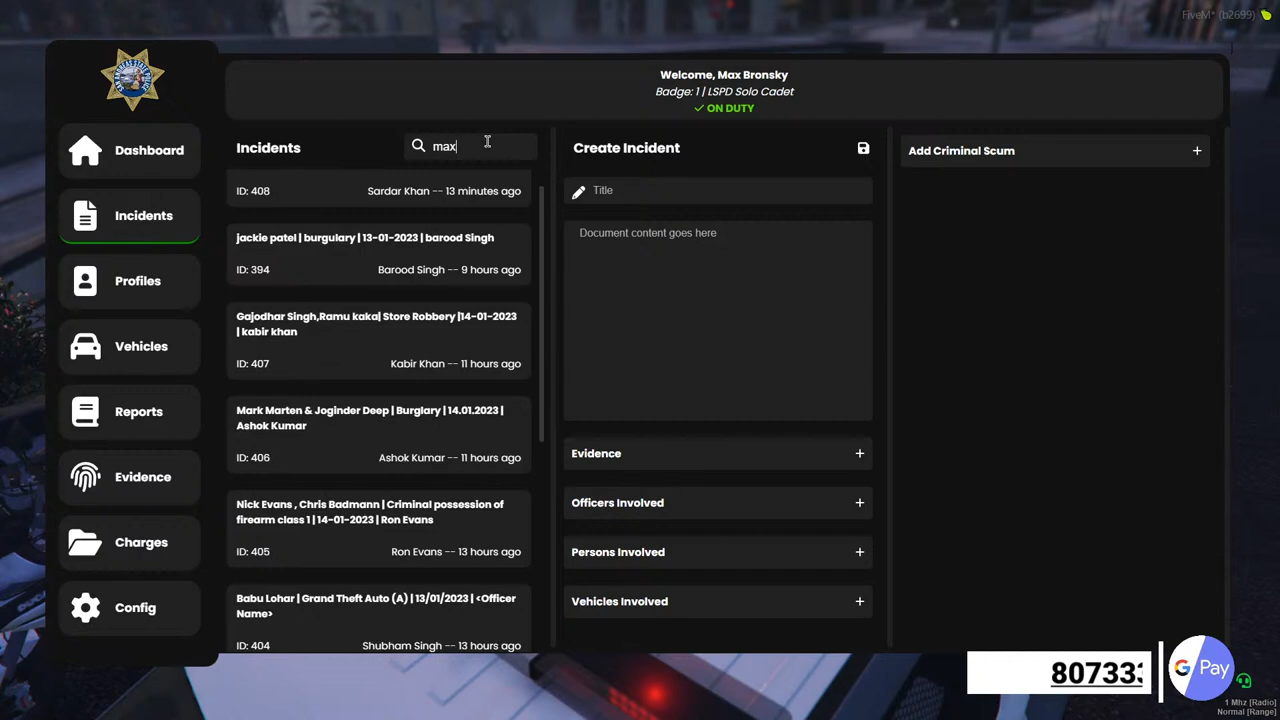 FiveM* (b2699)
SAN ANDREAS STATE POLICE
Welcome, Max Bronsky
Badge: 1 | LSPD Solo Cadet
ON DUTY
Dashboard
Incidents
Profiles
Vehicles
Reports
Evidence
Charges
Config
Incidents
max
ID: 408
Sardar Khan -- 13 minutes ago
jackie patel | burgulary | 13-01-2023 | barood Singh
ID: 394
Barood Singh -- 9 hours ago
Gajodhar Singh,Ramu kaka| Store Robbery |14-01-2023
| kabir khan
ID: 407
Kabir Khan -- 11 hours ago
Mark Marten & Joginder Deep | Burglary | 14.01.2023 |
Ashok Kumar
ID: 406
Ashok Kumar -- 11 hours ago
Nick Evans , Chris Badmann | Criminal possession of
firearm class 1 | 14-01-2023 | Ron Evans
ID: 405
Ron Evans -- 13 hours ago
Babu Lohar | Grand Theft Auto (A) | 13/01/2023 | <Officer
Name>
ID: 404
Shubham Singh -- 13 hours ago
Create Incident
Title
Document content goes here
Evidence
Officers Involved
Persons Involved
Vehicles Involved
Add Criminal Scum
G Pay
1 Mhz [Radio]
Normal [Range]